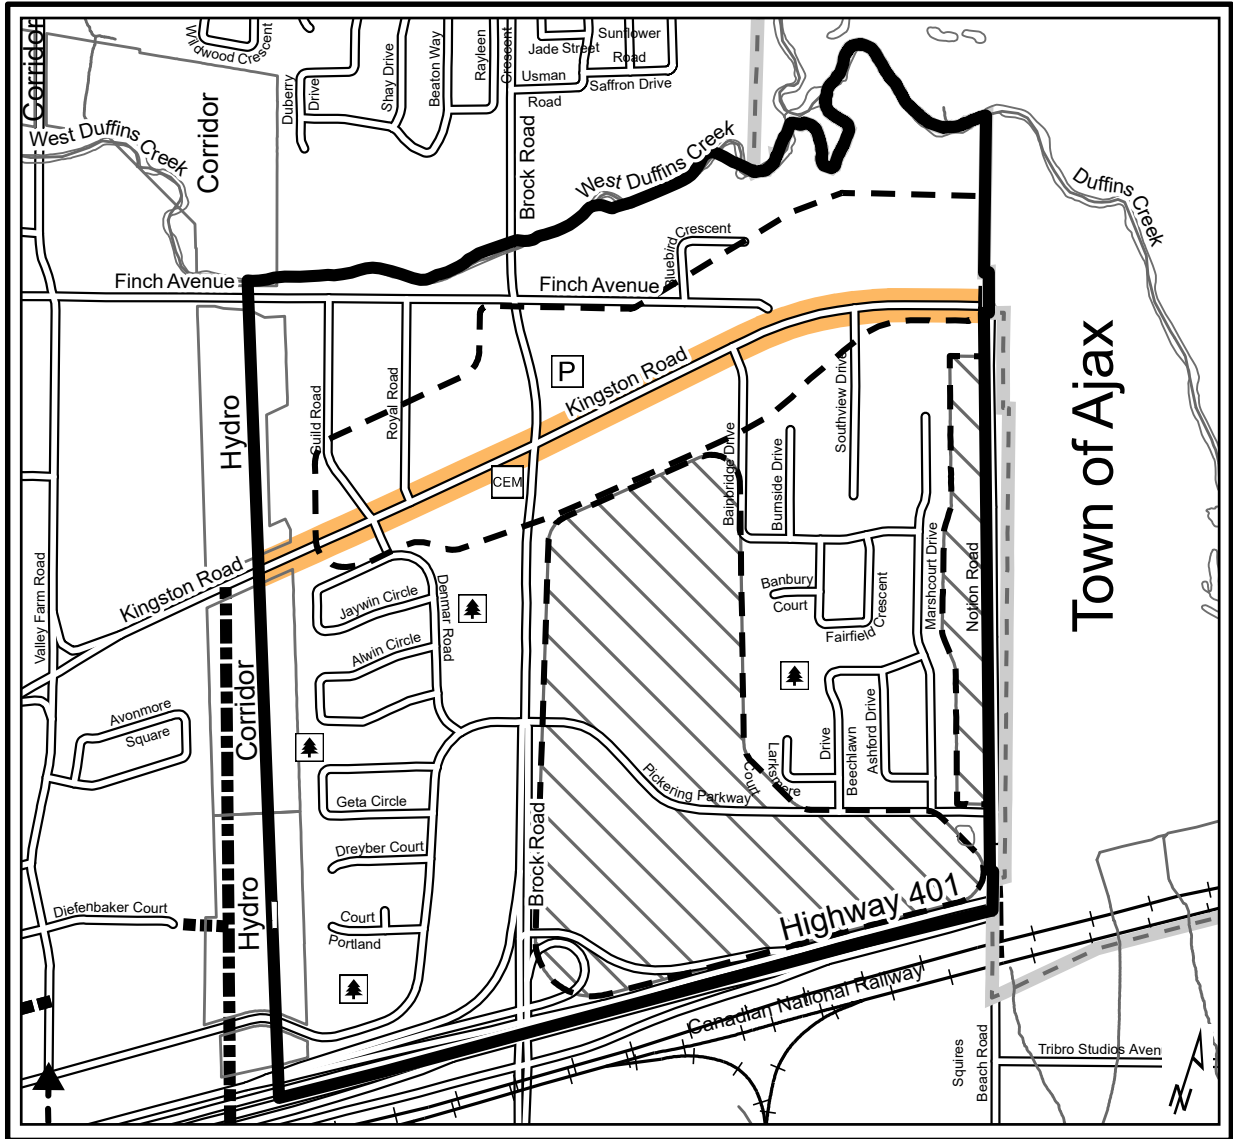 Corridor
Wildwood Crescent
Duberry
Drive
Shay Drive
Beaton Way
Rayleen
Crescent
Jade Street
Sunflower
Road
Usman
Road
Saffron Drive
West Duffins Creek
Corridor
Brock Road
West Duffins Creek
Duffins Creek
Finch Avenue
Finch Avenue
Bluebird
Crescent
Hydro
Guild Road
Royal Road
P
Kingston Road
CEM
Bainbridge Drive
Burnside Drive
Southview Drive
Town of Ajax
Valley Farm Road
Kingston Road
Jaywin Circle
Denmar Road
Alwin Circle
Banbury
Court
Fairfield
Crescent
Marshcourt Drive
Notion Road
Avonmore
Square
Corridor
Geta Circle
Pickering Parkway
Larksmere
Court
Drive
Beechlawn
Ashford Drive
Dreyber Court
Brock Road
Diefenbaker Court
Hydro
Court
Portland
Highway 401
Canadian National Railway
Squires
Beach Road
Tribro Studios Aven
N